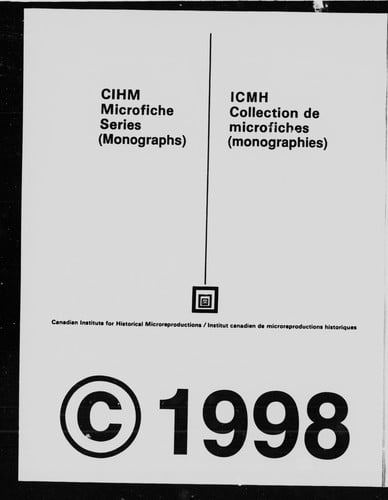 CIHM
Microfiche
Series
(Monographs)
ICMH
Collection de
microfiches
(monographies)
Canadian Institute for Historical Microreproductions / Institut canadien de microreproductions historiques
© 1998